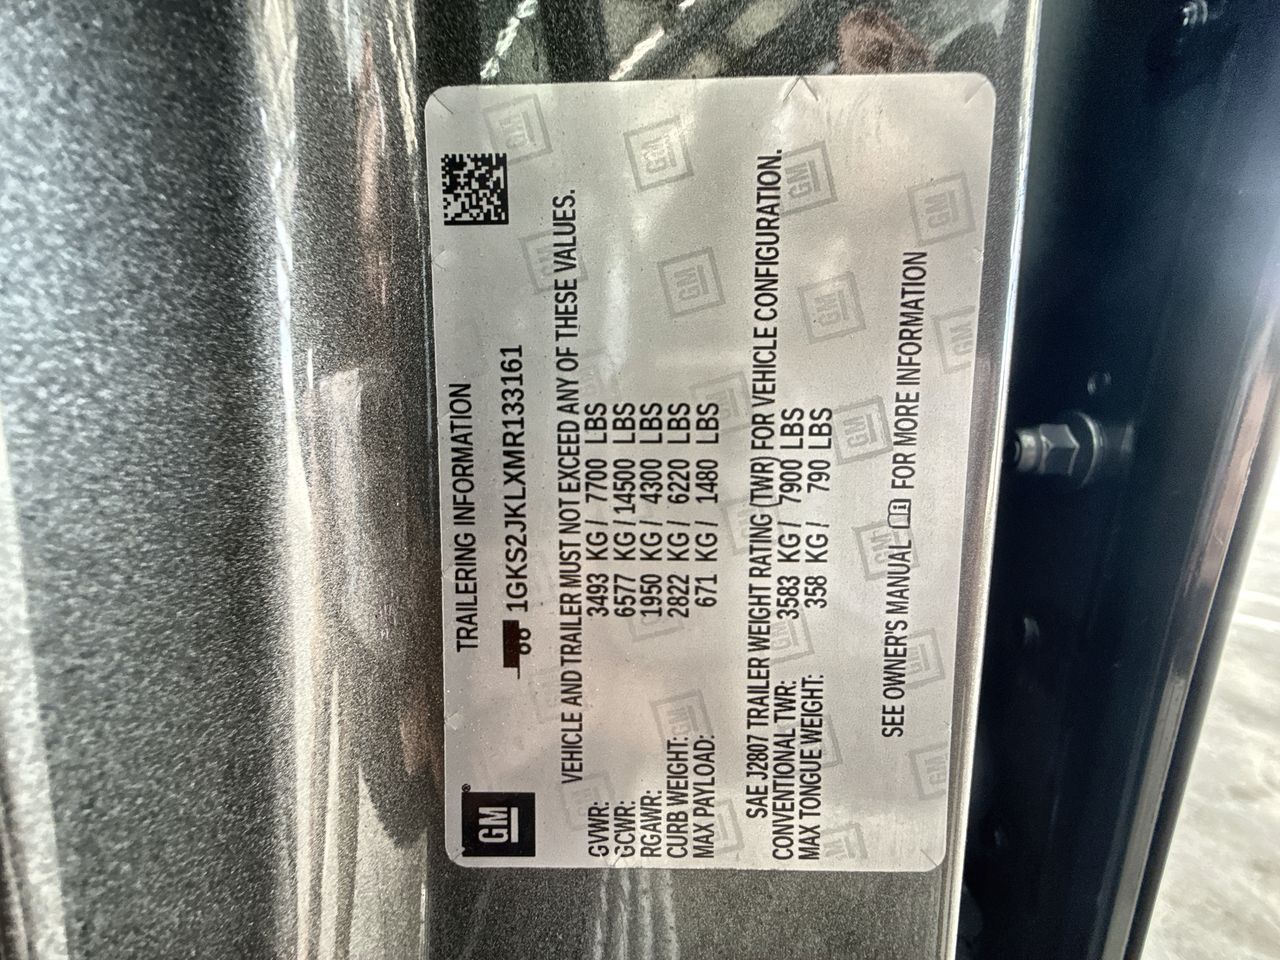 TRAILERING INFORMATION
GM®
1GKS2JKLXMR133161
VEHICLE AND TRAILER MUST NOT EXCEED ANY OF THESE VALUES.
GVWR: 3493 KG / 7700 LBS
GCWR: 6577 KG / 14500 LBS
RGAWR: 1950 KG / 4300 LBS
CURB WEIGHT: 2822 KG / 6220 LBS
MAX PAYLOAD: 671 KG / 1480 LBS
SAE J2807 TRAILER WEIGHT RATING (TWR) FOR VEHICLE CONFIGURATION.
CONVENTIONAL TWR: 3583 KG / 7900 LBS
MAX TONGUE WEIGHT: 358 KG / 790 LBS
SEE OWNER'S MANUAL FOR MORE INFORMATION